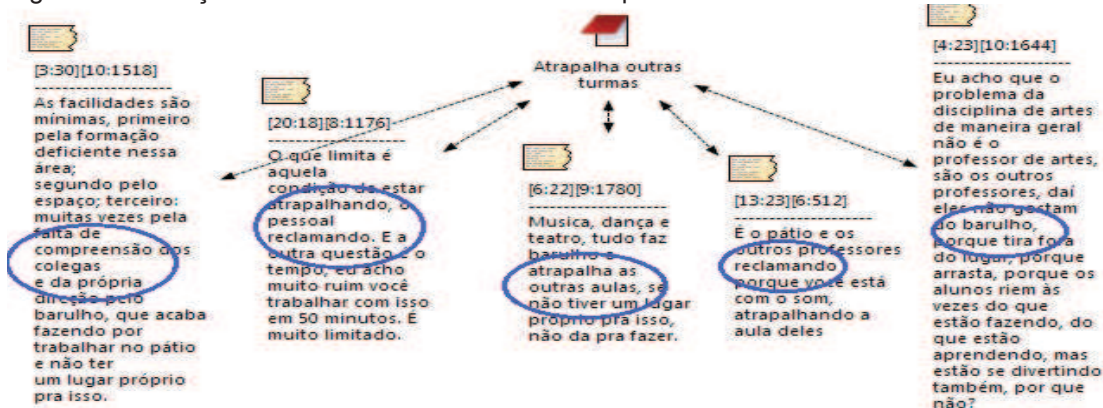 Atrapalha outras
turmas
[3:30][10:1518]
As facilidades são
mínimas, primeiro
pela formação
deficiente nessa
área;
segundo pelo
espaço; terceiro:
muitas vezes pela
falta de
compreensão dos
colegas
e da própria
direção pelo
barulho, que acaba
fazendo por
trabalhar no pátio
e não ter
um lugar próprio
pra isso.
[20:18][8:1176]
O que limita é
aquela
condição de estar
atrapalhando, o
pessoal
reclamando. E a
outra questão é o
tempo, eu acho
muito ruim você
trabalhar com isso
em 50 minutos. É
muito limitado.
[6:22][9:1780]
Musica, dança e
teatro, tudo faz
barulho e
atrapalha as
outras aulas, se
não tiver um lugar
próprio pra isso,
não da pra fazer.
[13:23][6:512]
É o pátio e os
outros professores
reclamando
porque você está
com o som,
atrapalhando a
aula deles
[4:23][10:1644]
Eu acho que o
problema da
disciplina de artes
de maneira geral
não é o
professor de artes,
são os outros
professores, daí
eles não gostam
do barulho,
porque tira fora
do lugar, porque
arrasta, porque os
alunos riem às
vezes do que
estão fazendo, do
que estão
aprendendo, mas
estão se divertindo
também, por que
não?